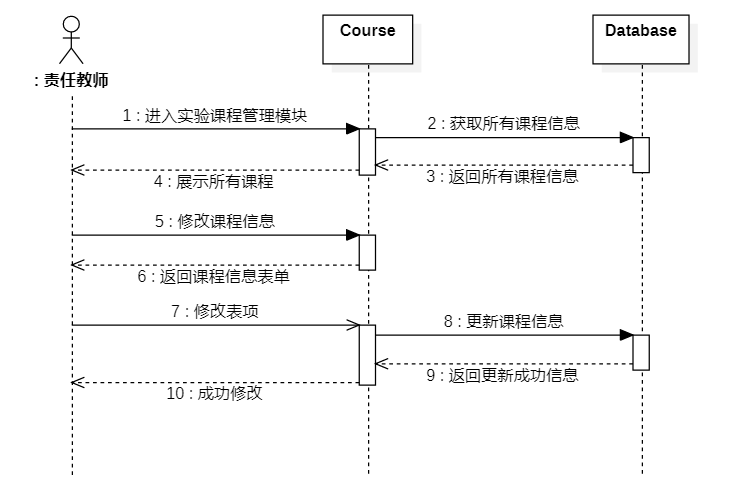 Course
Database
: 责任教师
1 : 进入实验课程管理模块
2 : 获取所有课程信息
3 : 返回所有课程信息
4 : 展示所有课程
5 : 修改课程信息
6 : 返回课程信息表单
7 : 修改表项
8 : 更新课程信息
9 : 返回更新成功信息
10 : 成功修改